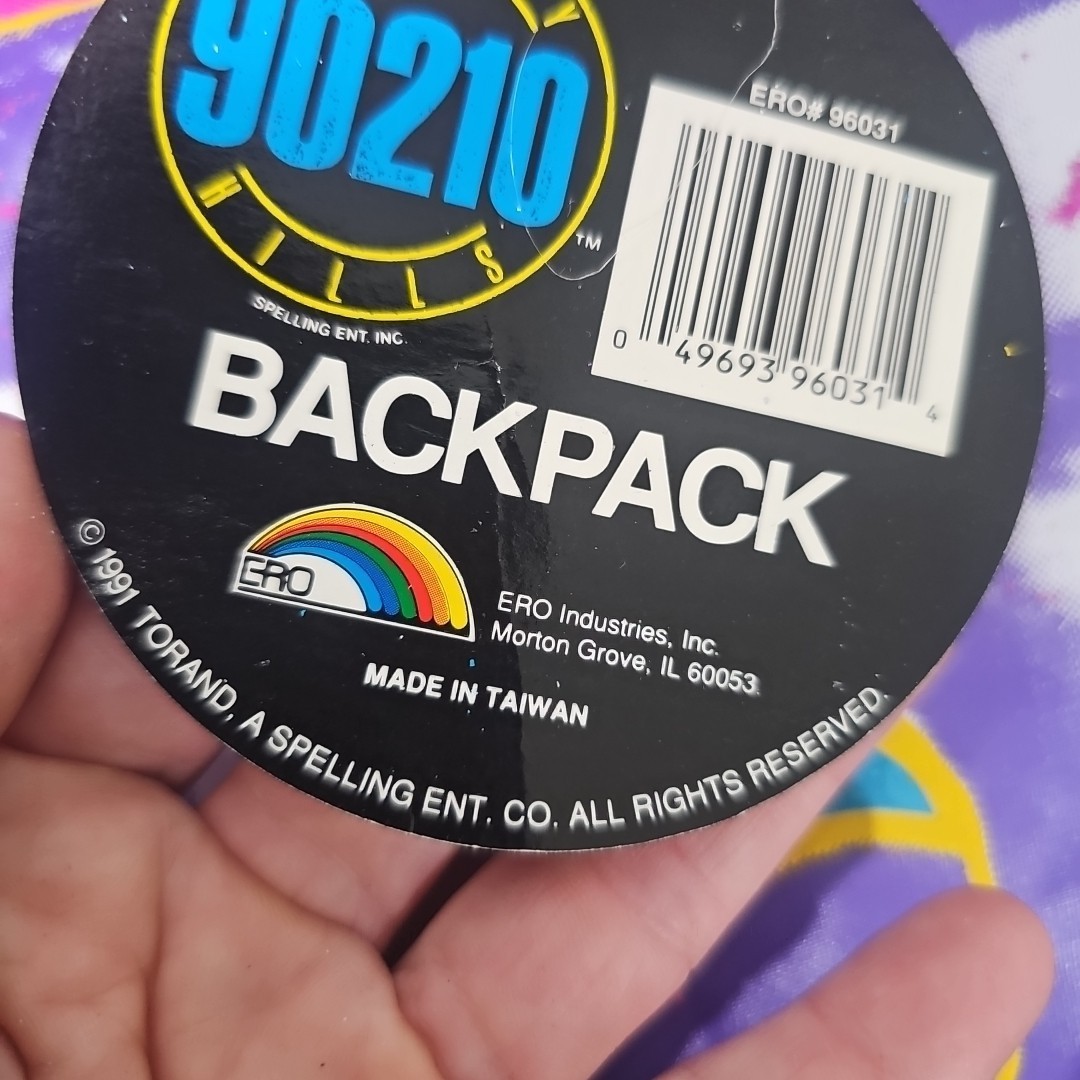 Y
90210
HILLS
TM
SPELLING ENT. INC.
ERO# 96031
0 49693 96031 4
BACKPACK
ERO
ERO Industries, Inc.
Morton Grove, IL 60053
MADE IN TAIWAN
© 1991 TORAND, A SPELLING ENT. CO. ALL RIGHTS RESERVED.